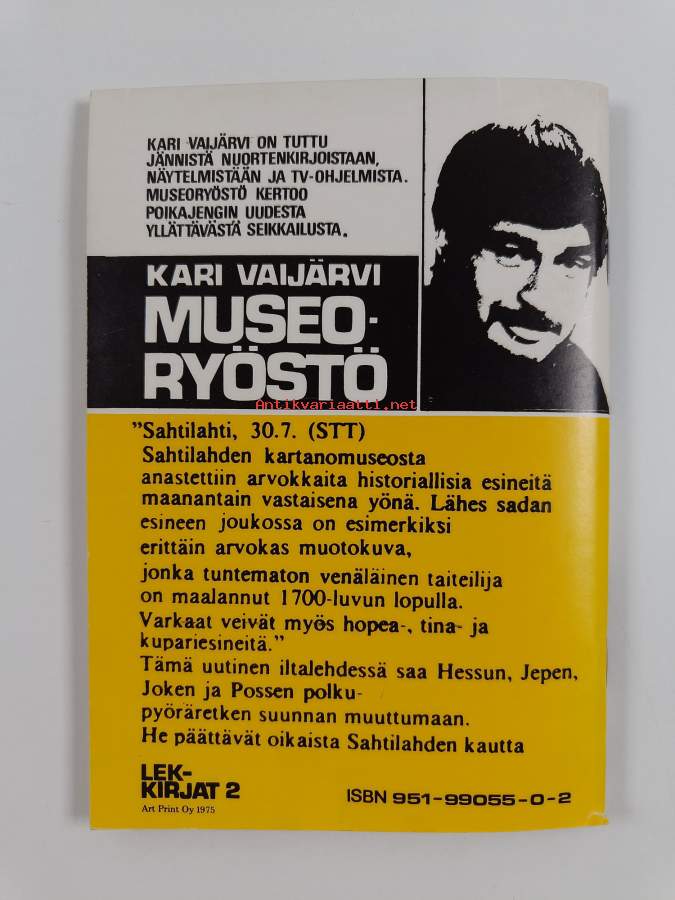 KARI VAIJÄRVI ON TUTTU
JÄNNISTÄ NUORTENKIRJOISTAAN,
NÄYTELMISTÄÄN JA TV-OHJELMISTA.
MUSEORYÖSTÖ KERTOO
POIKAJENGIN UUDESTA
YLLÄTTÄVÄSTÄ SEIKKAILUSTA.
KARI VAIJÄRVI
MUSEO-
RYÖSTÖ
Antikvariaatti.net
"Sahtilahti, 30.7. (STT)
Sahtilahden kartanomuseosta
anastettiin arvokkaita historiallisia esineitä
maanantain vastaisena yönä. Lähes sadan
esineen joukossa on esimerkiksi
erittäin arvokas muotokuva,
jonka tuntematon venäläinen taiteilija
on maalannut 1700-luvun lopulla.
Varkaat veivät myös hopea-, tina- ja
kupariesineitä."
Tämä uutinen iltalehdessä saa Hessun, Jepen,
Joken ja Possen polku-
pyöräretken suunnan muuttumaan.
He päättävät oikaista Sahtilahden kautta
LEK-
KIRJAT 2
Art Print Oy 1975
ISBN 951-99055-0-2